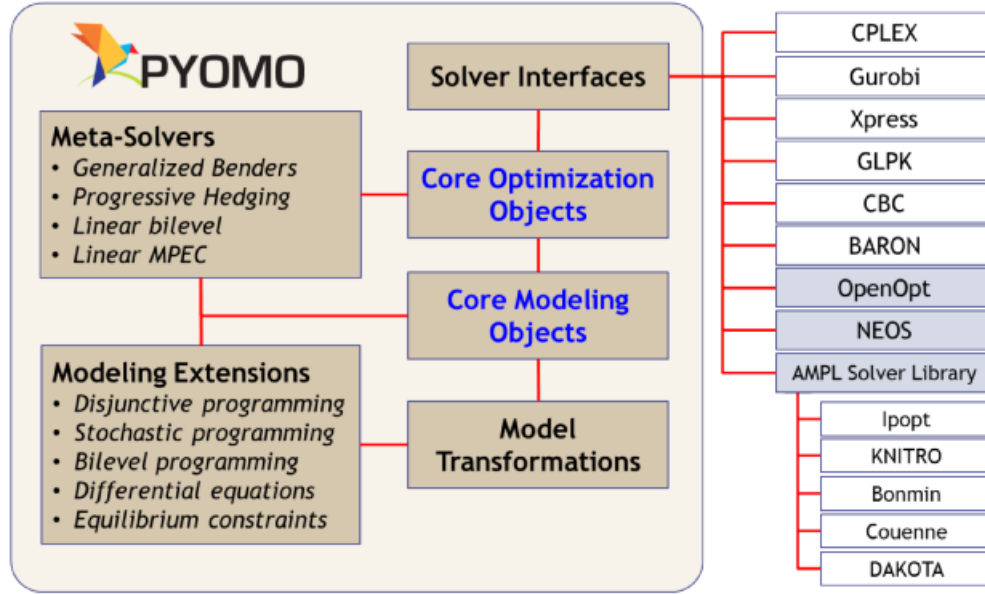 PYOMO
Solver Interfaces
Meta-Solvers
• Generalized Benders
• Progressive Hedging
• Linear bilevel
• Linear MPEC
Core Optimization
Objects
Core Modeling
Objects
Modeling Extensions
• Disjunctive programming
• Stochastic programming
• Bilevel programming
• Differential equations
• Equilibrium constraints
Model
Transformations
CPLEX
Gurobi
Xpress
GLPK
CBC
BARON
OpenOpt
NEOS
AMPL Solver Library
Ipopt
KNITRO
Bonmin
Couenne
DAKOTA